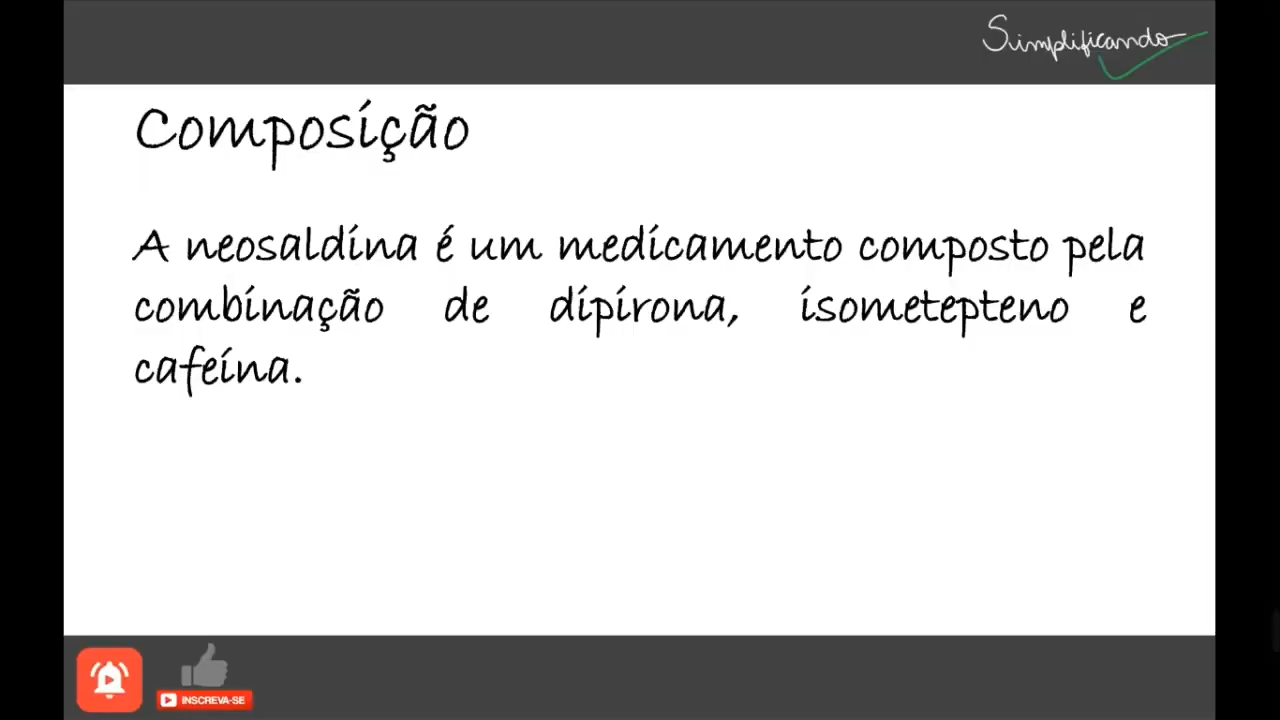 Simplificando
Composição
A neosaldina é um medicamento composto pela
combinação de dipirona, isometepteno e
cafeína.
INSCREVA-SE